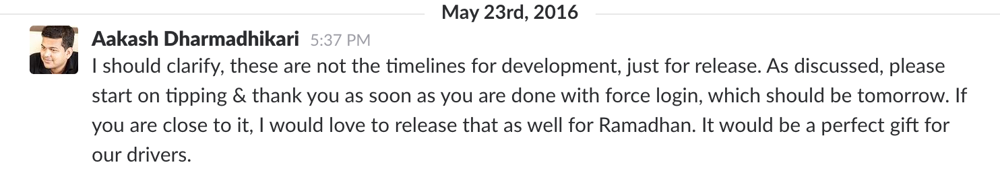 May 23rd, 2016
Aakash Dharmadhikari 5:37 PM
I should clarify, these are not the timelines for development, just for release. As discussed, please
start on tipping & thank you as soon as you are done with force login, which should be tomorrow. If
you are close to it, I would love to release that as well for Ramadhan. It would be a perfect gift for
our drivers.